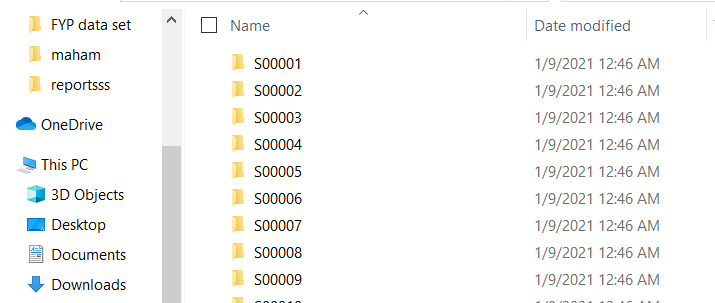 FYP data set
maham
reportsss
OneDrive
This PC
3D Objects
Desktop
Documents
Downloads
Name Date modified
S00001 1/9/2021 12:46 AM
S00002 1/9/2021 12:46 AM
S00003 1/9/2021 12:46 AM
S00004 1/9/2021 12:46 AM
S00005 1/9/2021 12:46 AM
S00006 1/9/2021 12:46 AM
S00007 1/9/2021 12:46 AM
S00008 1/9/2021 12:46 AM
S00009 1/9/2021 12:46 AM